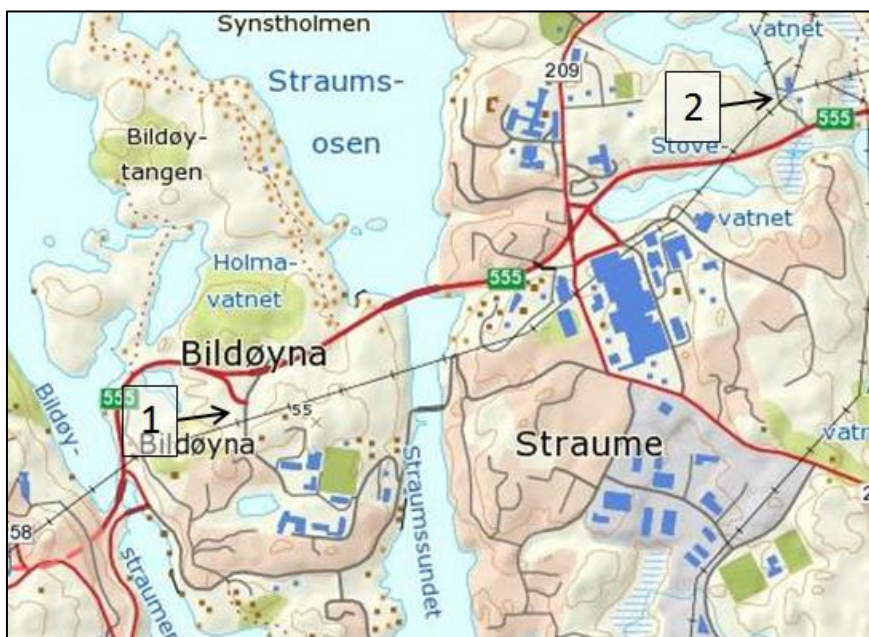 Synstholmen
Straums-
osen
209
vatnet
2
555
Bildøy-
tangen
Stove-
vatnet
Holma-
vatnet
555
Bildøyna
555
1
55
Bildøyna
Bildøy-
straumen
Straume
Straumssundet
vatn
58
2